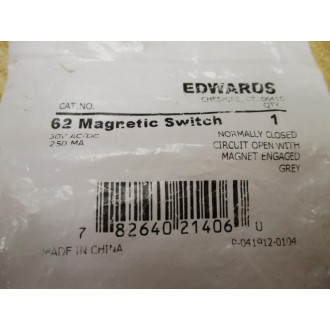 EDWARDS
CHESHIRE, CT. 06410
CAT.NO. QTY.
62 Magnetic Switch 1
30V AC/DC
250 MA
NORMALLY CLOSED
CIRCUIT OPEN WITH
MAGNET ENGAGED
GREY
7 82640 21406 0
MADE IN CHINA
P-041912-0104